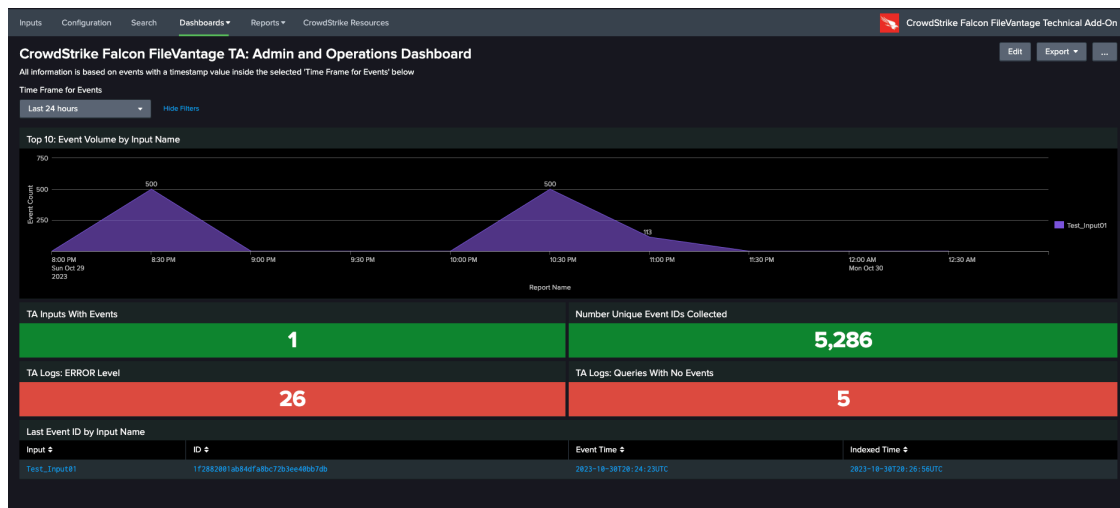 Inputs Configuration Search Dashboards Reports CrowdStrike Resources CrowdStrike Falcon FileVantage Technical Add-On
CrowdStrike Falcon FileVantage TA: Admin and Operations Dashboard
Edit Export ...
All information is based on events with a timestamp value inside the selected 'Time Frame for Events' below
Time Frame for Events
Last 24 hours Hide Filters
Top 10: Event Volume by Input Name
750
500
250
Event Count
500
500
113
Test_Input01
8:00 PM 8:30 PM 9:00 PM 9:30 PM 10:00 PM 10:30 PM 11:00 PM 11:30 PM 12:00 AM 12:30 AM
Sun Oct 29 Mon Oct 30
2023
Report Name
TA Inputs With Events
1
Number Unique Event IDs Collected
5,286
TA Logs: ERROR Level
26
TA Logs: Queries With No Events
5
Last Event ID by Input Name
Input ID Event Time Indexed Time
Test_Input01 1f2882001ab84dfa8bc72b3ee40bb7db 2023-10-30T20:24:23UTC 2023-10-30T20:26:56UTC